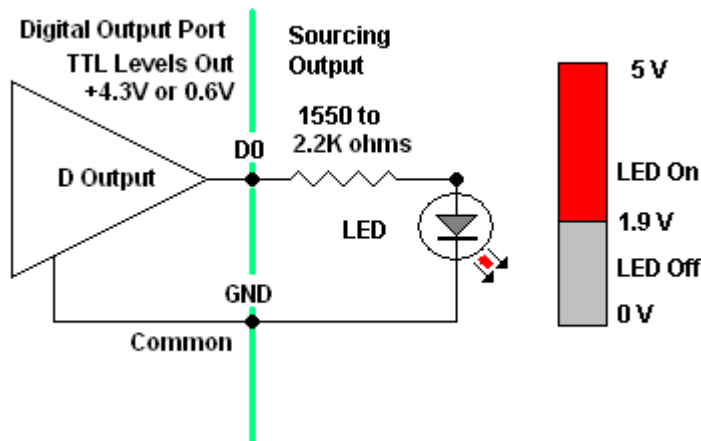 Digital Output Port
TTL Levels Out
+4.3V or 0.6V
Sourcing
Output
1550 to
2.2K ohms
D0
D Output
LED
GND
Common
5 V
LED On
1.9 V
LED Off
0 V